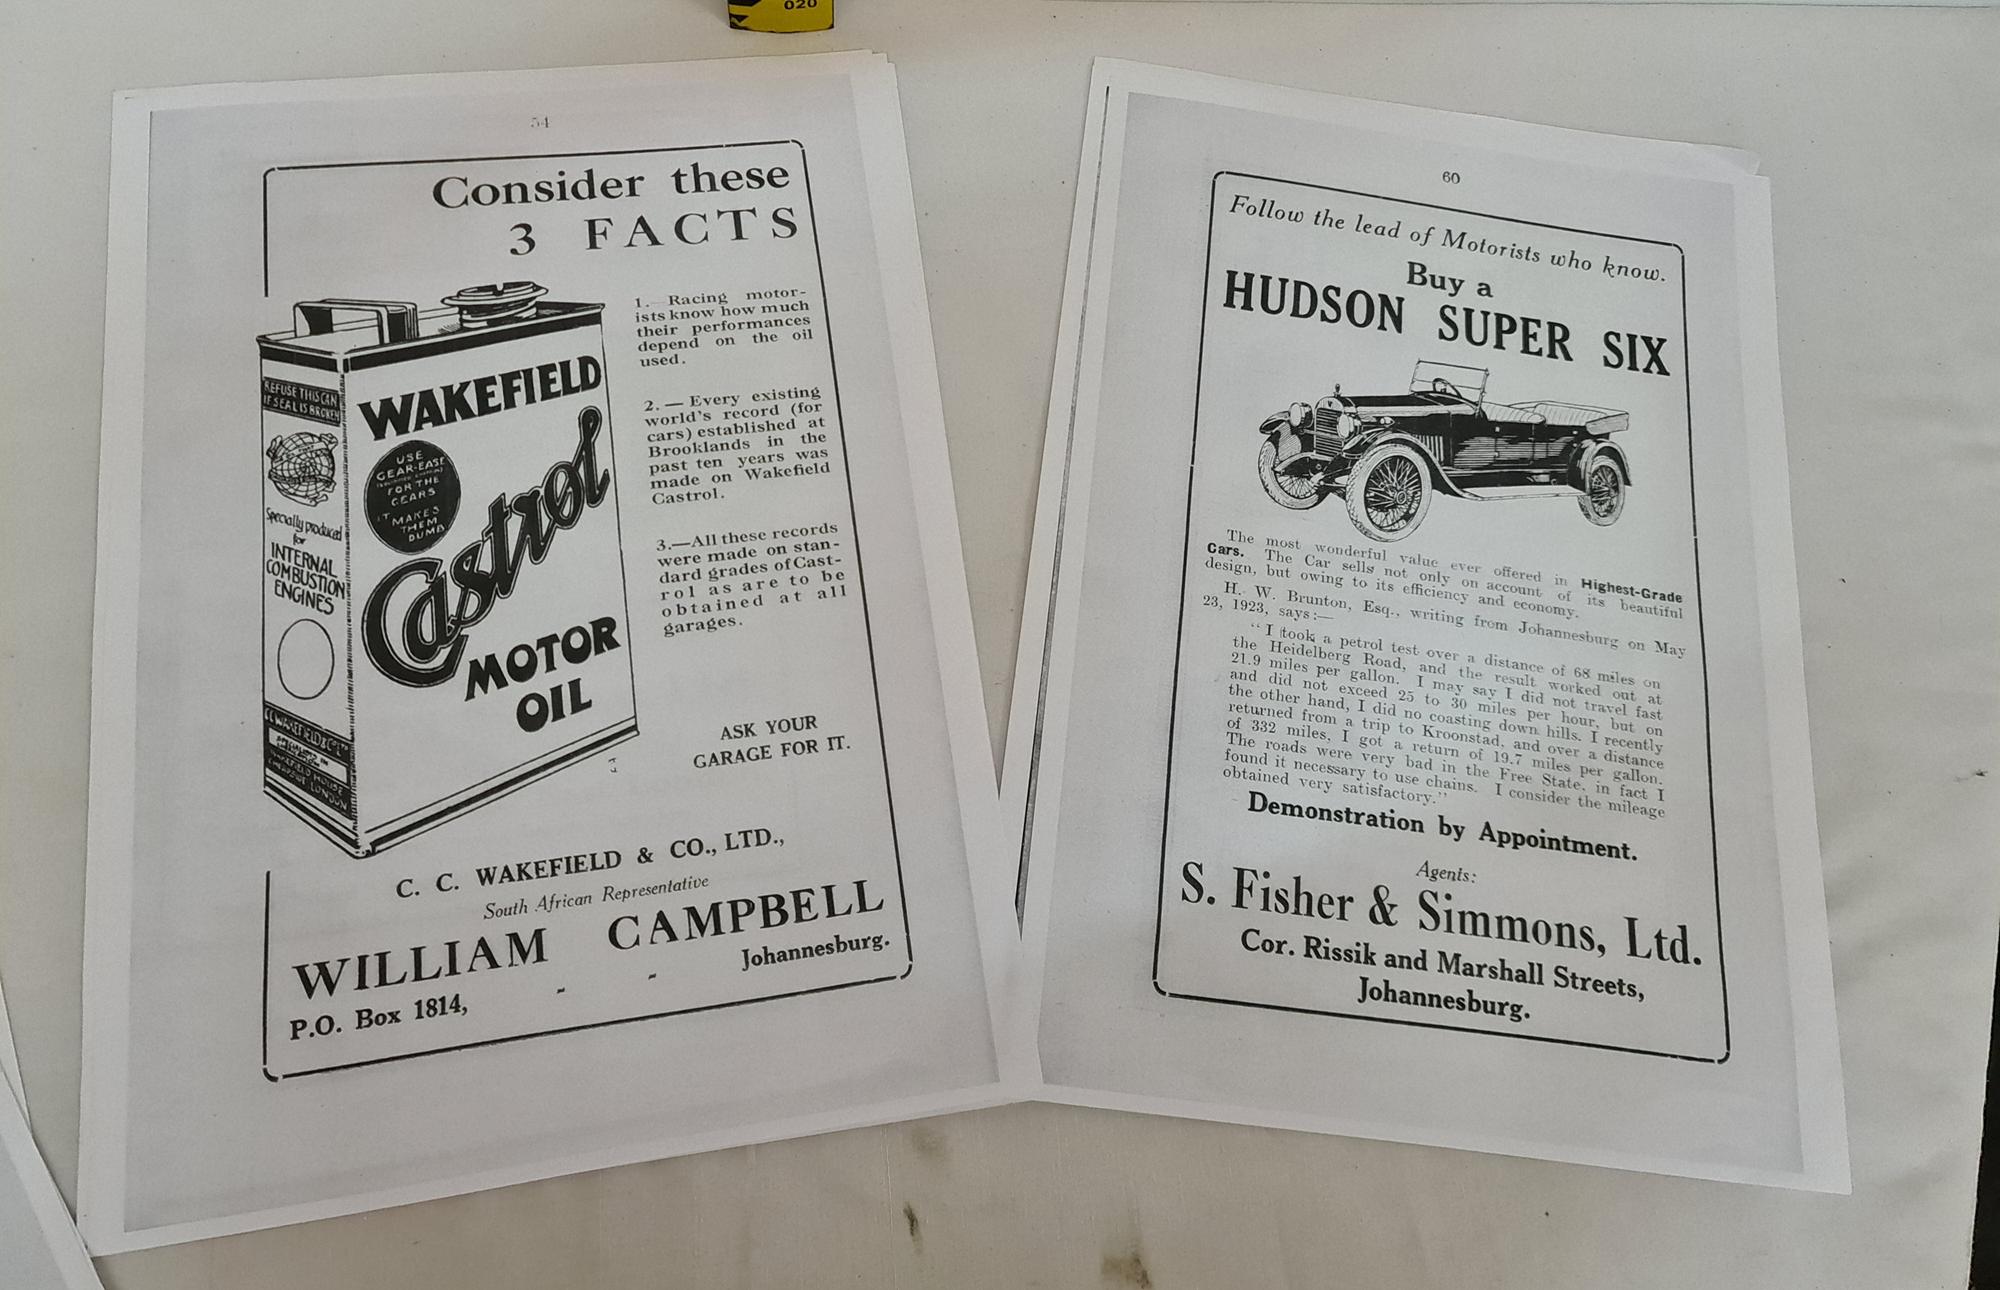 020
54
Consider these
3 FACTS
1.—Racing motor-
ists know how much
their performances
depend on the oil
used.
2.—Every existing
world's record (for
cars) established at
Brooklands in the
past ten years was
made on Wakefield
Castrol.
3.—All these records
were made on stan-
dard grades of Cast-
rol as are to be
obtained at all
garages.
ASK YOUR
GARAGE FOR IT.
REFUSE THIS CAN
IF SEAL IS BROKEN
Specially produced
for
INTERNAL
COMBUSTION
ENGINES
C.C. WAKEFIELD & CO LTD
WAKEFIELD HOUSE
CHEAPSIDE LONDON
WAKEFIELD
USE
GEAR-EASE
FOR THE
GEARS
IT MAKES
THEM
DUMB
Castrol
MOTOR
OIL
C. C. WAKEFIELD & CO., LTD.,
South African Representative
WILLIAM CAMPBELL
P.O. Box 1814, - - Johannesburg.
60
Follow the lead of Motorists who know.
Buy a
HUDSON SUPER SIX
The most wonderful value ever offered in Highest-Grade
Cars. The Car sells not only on account of its beautiful
design, but owing to its efficiency and economy.
H. W. Brunton, Esq., writing from Johannesburg on May
23, 1923, says:—
"I took a petrol test over a distance of 68 miles on
the Heidelberg Road, and the result worked out at
21.9 miles per gallon. I may say I did not travel fast
and did not exceed 25 to 30 miles per hour, but on
the other hand, I did no coasting down hills. I recently
returned from a trip to Kroonstad, and over a distance
of 332 miles, I got a return of 19.7 miles per gallon.
The roads were very bad in the Free State, in fact I
found it necessary to use chains. I consider the mileage
obtained very satisfactory."
Demonstration by Appointment.
Agents:
S. Fisher & Simmons, Ltd.
Cor. Rissik and Marshall Streets,
Johannesburg.